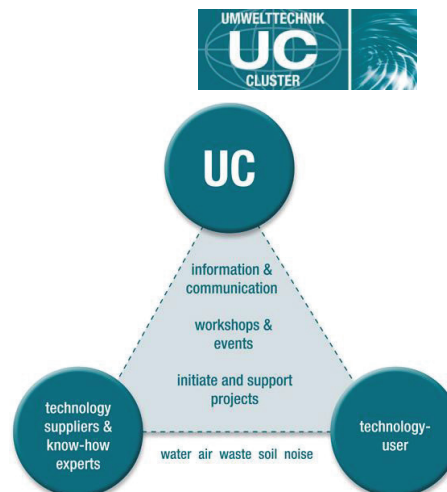 UMWELTTECHNIK
UC
CLUSTER
UC
information &
communication
workshops &
events
initiate and support
projects
technology
suppliers &
know-how
experts
technology-
user
water air waste soil noise